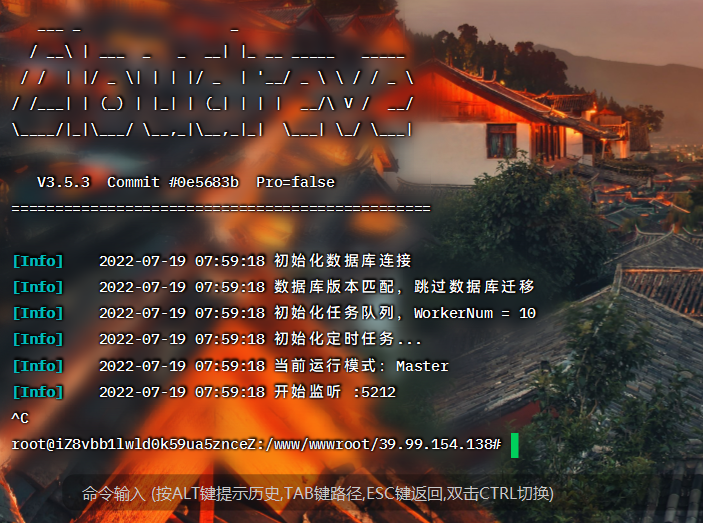 ___ _                 _
  / __\ | ___  _   _  __| |_ __ _____   _____
 / /  | |/ _ \| | | |/ _  | '__/ _ \ \ / / _ \
/ /___| | (_) | |_| | (_| | | |  __/\ V /  __/
\____/|_|\___/ \__,_|\__,_|_|  \___| \_/ \___|
V3.5.3  Commit #0e5683b  Pro=false
================================================
[Info]    2022-07-19 07:59:18 初始化数据库连接
[Info]    2022-07-19 07:59:18 数据库版本匹配，跳过数据库迁移
[Info]    2022-07-19 07:59:18 初始化任务队列，WorkerNum = 10
[Info]    2022-07-19 07:59:18 初始化定时任务...
[Info]    2022-07-19 07:59:18 当前运行模式：Master
[Info]    2022-07-19 07:59:18 开始监听 :5212
^C
root@iZ8vbb1lwld0k59ua5znceZ:/www/wwwroot/39.99.154.138#
命令输入 (按ALT键提示历史,TAB键路径,ESC键返回,双击CTRL切换)